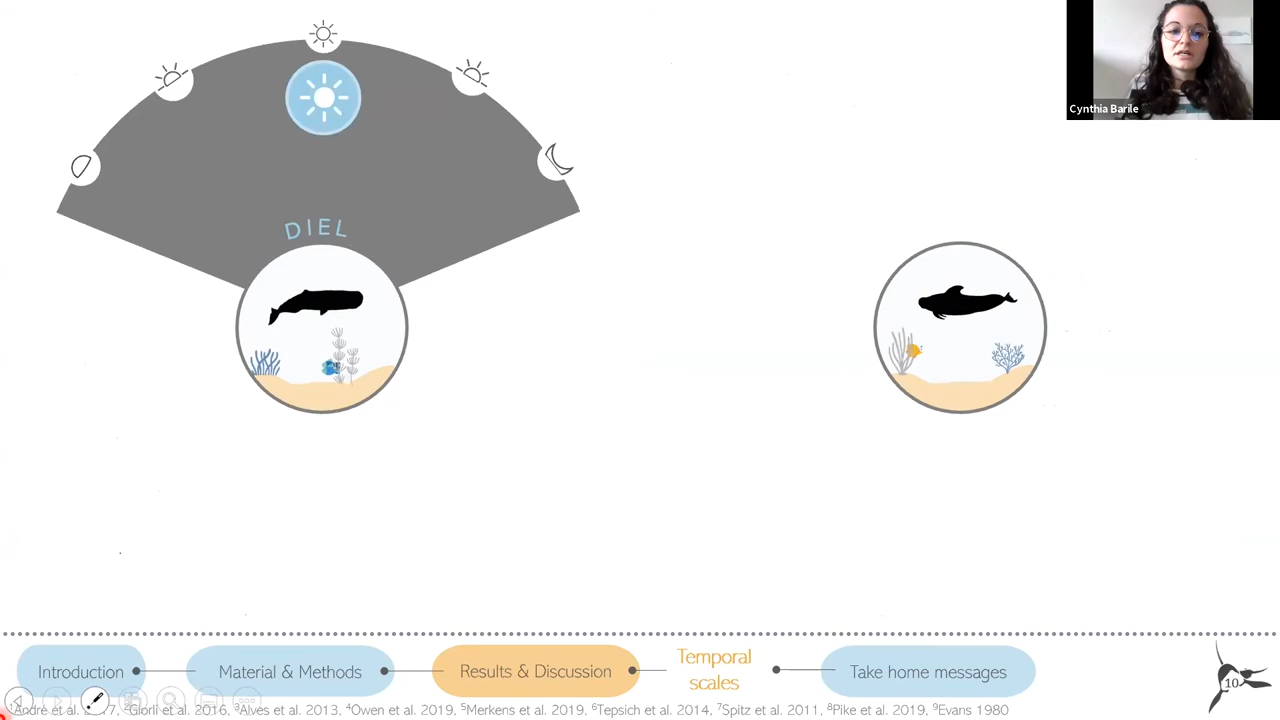 Cynthia Barile
DIEL
Introduction
Material & Methods
Results & Discussion
Temporal
scales
Take home messages
10
et al. 2016, ³Alves et al. 2013, ⁴Owen et al. 2019, ⁵Merkens et al. 2019, ⁶Tepsich et al. 2014, ⁷Spitz et al. 2011, ⁸Pike et al. 2019, ⁹Evans 1980